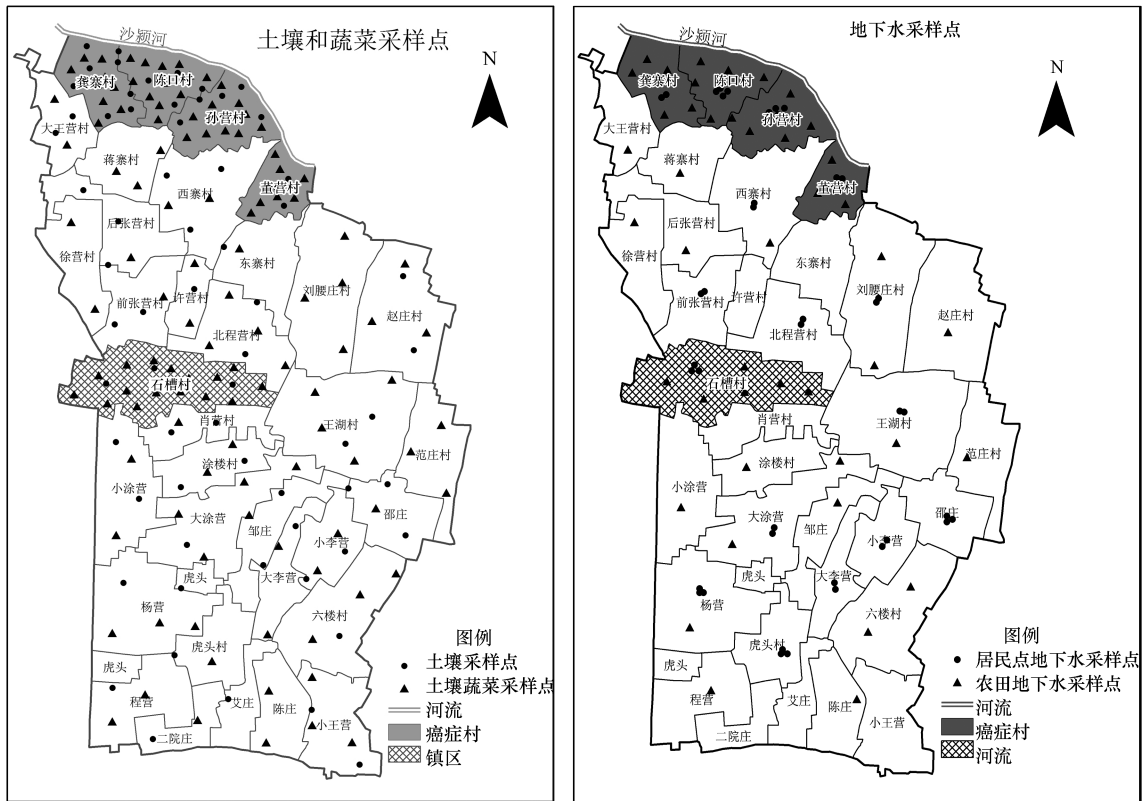 沙颍河
土壤和蔬菜采样点
N
龚寨村
陈口村
孙营村
大王营村
蒋寨村
西寨村
董营村
后张营村
徐营村
东寨村
刘腰庄村
前张营村
许营村
赵庄村
北程营村
石槽村
肖营村
王湖村
范庄村
涂楼村
小涂营
大涂营
邹庄
邵庄
小李营
虎头
大李营
杨营
六楼村
虎头村
虎头
程营
艾庄
陈庄
小王营
二院庄
图例
土壤采样点
土壤蔬菜采样点
河流
癌症村
镇区
沙颍河
地下水采样点
N
龚寨村
陈口村
孙营村
大王营村
蒋寨村
西寨村
董营村
后张营村
徐营村
东寨村
刘腰庄村
前张营村
许营村
赵庄村
北程营村
石槽村
肖营村
王湖村
范庄村
涂楼村
小涂营
大涂营
邹庄
邵庄
小李营
虎头
大李营
杨营
六楼村
虎头村
虎头
程营
艾庄
陈庄
小王营
二院庄
图例
居民点地下水采样点
农田地下水采样点
河流
癌症村
河流